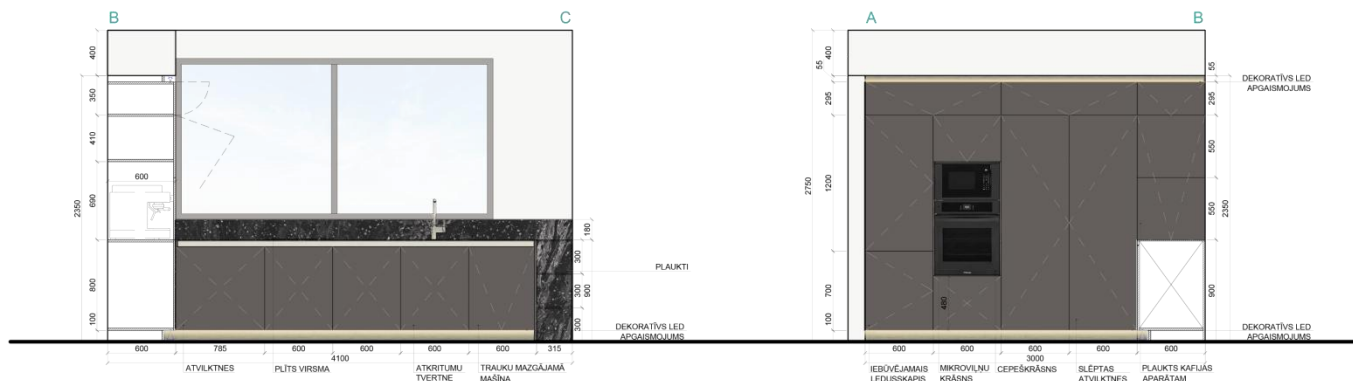 B
C
400
350
410
690
800
100
2350
600
180
300
300
300
900
PLAUKTI
DEKORATĪVS LED
APGAISMOJUMS
600
785
600
600
600
600
315
4100
ATVILKTNES
PLĪTS VIRSMA
ATKRITUMU
TVERTNE
TRAUKU MAZGĀJAMĀ
MAŠĪNA
A
B
400
55
295
1200
700
100
2750
480
55
295
550
550
900
2350
DEKORATĪVS LED
APGAISMOJUMS
DEKORATĪVS LED
APGAISMOJUMS
600
600
600
600
600
3000
IEBŪVĒJAMAIS
LEDUSSKAPIS
MIKROVIĻŅU
KRĀSNS
CEPEŠKRĀSNS
SLĒPTAS
ATVILKTNES
PLAUKTS KAFIJAS
APARĀTAM